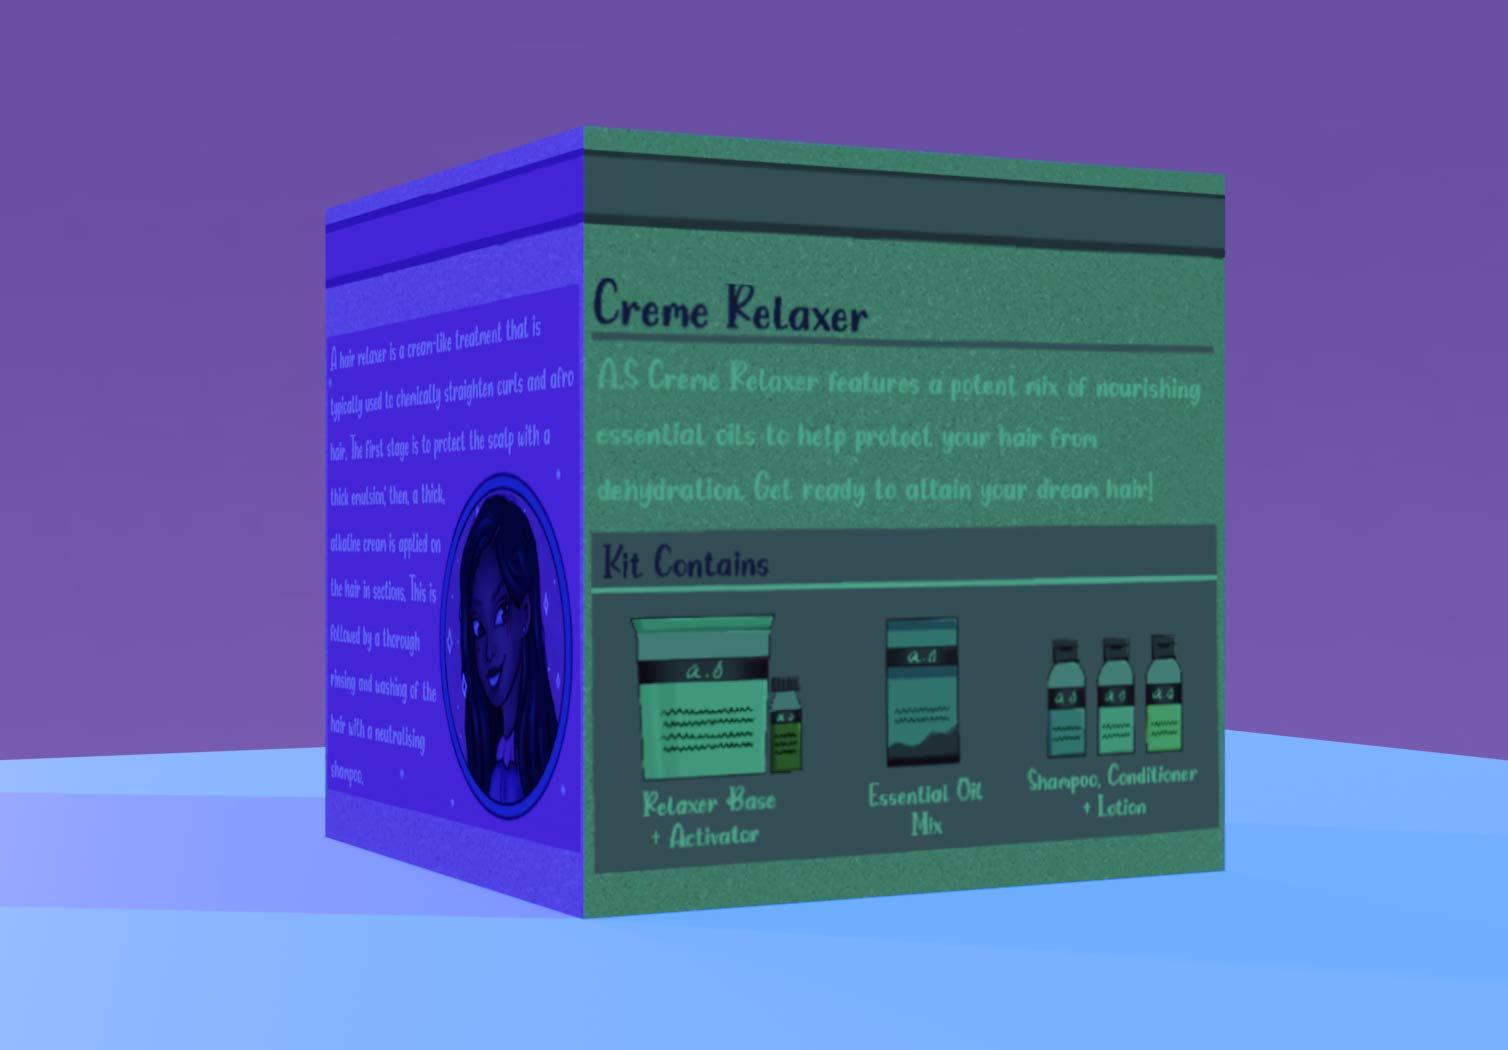 A hair relaxer is a cream-like treatment that is
typically used to chemically straighten curls and afro
hair. The first stage is to protect the scalp with a
thick emulsion; then, a thick,
alkaline cream is applied on
the hair in sections. This is
followed by a thorough
rinsing and washing of the
hair with a neutralising
shampoo.
Creme Relaxer
A.S Creme Relaxer features a potent mix of nourishing
essential oils to help protect your hair from
dehydration. Get ready to attain your dream hair!
Kit Contains
a.s
a.s
a.s
a.s
a.s
a.s
Relaxer Base
+ Activator
Essential Oil
Mix
Shampoo, Conditioner
+ Lotion